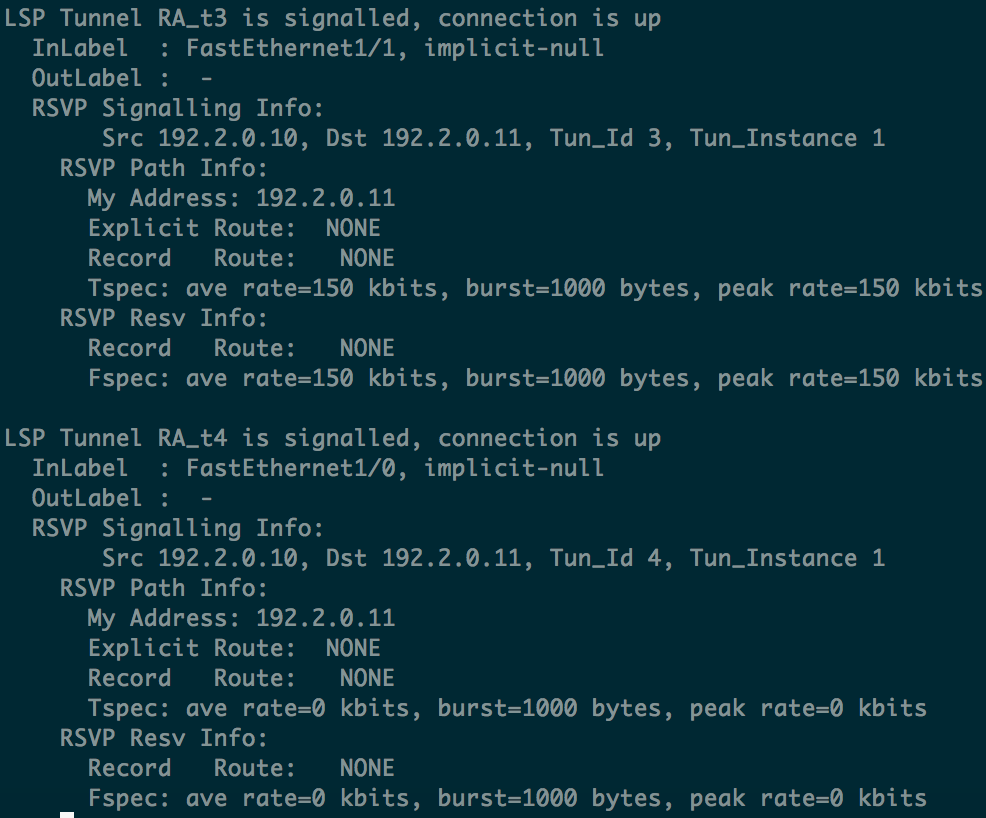 LSP Tunnel RA_t3 is signalled, connection is up
  InLabel  : FastEthernet1/1, implicit-null
  OutLabel :  -
  RSVP Signalling Info:
       Src 192.2.0.10, Dst 192.2.0.11, Tun_Id 3, Tun_Instance 1
    RSVP Path Info:
      My Address: 192.2.0.11
      Explicit Route:  NONE
      Record   Route:   NONE
      Tspec: ave rate=150 kbits, burst=1000 bytes, peak rate=150 kbits
    RSVP Resv Info:
      Record   Route:   NONE
      Fspec: ave rate=150 kbits, burst=1000 bytes, peak rate=150 kbits

LSP Tunnel RA_t4 is signalled, connection is up
  InLabel  : FastEthernet1/0, implicit-null
  OutLabel :  -
  RSVP Signalling Info:
       Src 192.2.0.10, Dst 192.2.0.11, Tun_Id 4, Tun_Instance 1
    RSVP Path Info:
      My Address: 192.2.0.11
      Explicit Route:  NONE
      Record   Route:   NONE
      Tspec: ave rate=0 kbits, burst=1000 bytes, peak rate=0 kbits
    RSVP Resv Info:
      Record   Route:   NONE
      Fspec: ave rate=0 kbits, burst=1000 bytes, peak rate=0 kbits